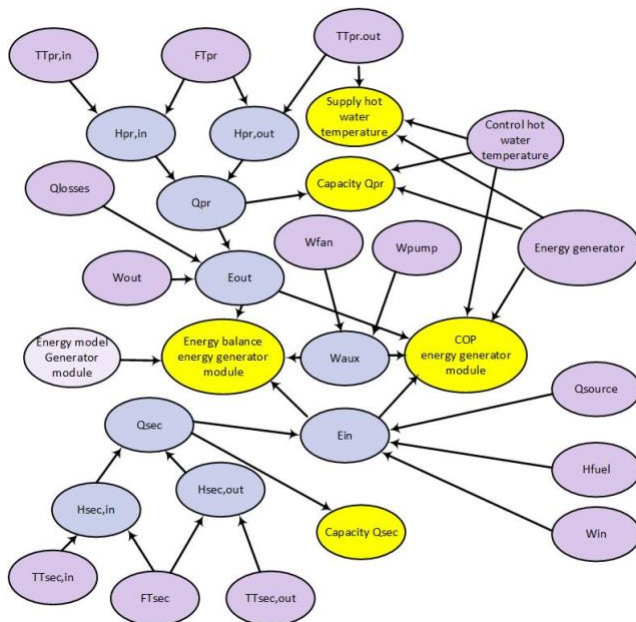 TTpr,in
FTpr
TTpr.out
Supply hot
water
temperature
Hpr,in
Hpr,out
Control hot
water
temperature
Qlosses
Qpr
Capacity Qpr
Wfan
Wpump
Energy generator
Wout
Eout
Energy model
Generator
module
Energy balance
energy generator
module
Waux
COP
energy generator
module
Qsource
Qsec
Ein
Hfuel
Hsec,in
Hsec,out
Capacity Qsec
Win
TTsec,in
FTsec
TTsec,out